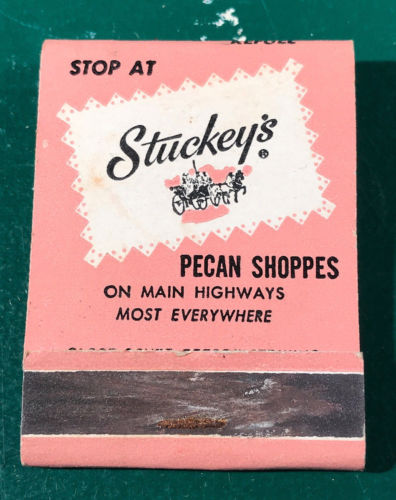 STOP AT
Stuckey's
PECAN SHOPPES
ON MAIN HIGHWAYS
MOST EVERYWHERE